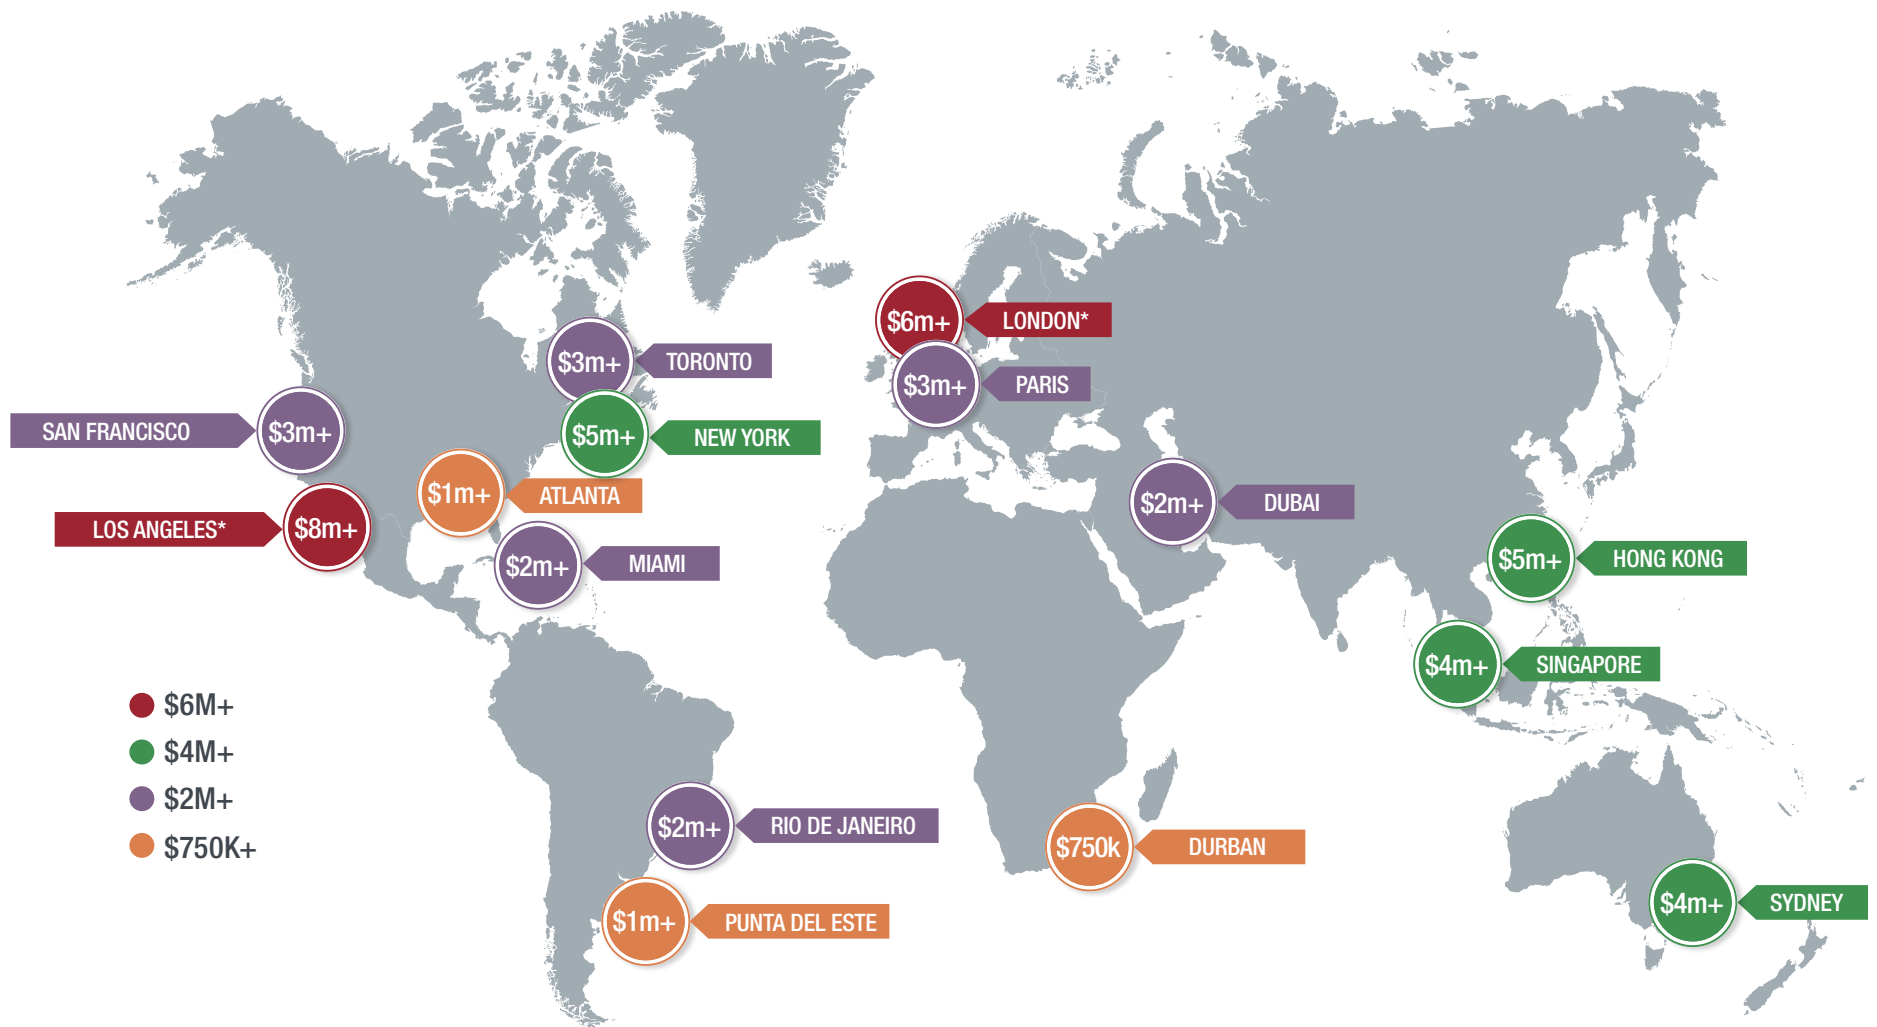 $6m+
LONDON*
$3m+
TORONTO
$3m+
PARIS
SAN FRANCISCO
$3m+
$5m+
NEW YORK
$1m+
ATLANTA
$2m+
DUBAI
LOS ANGELES*
$8m+
$2m+
MIAMI
$5m+
HONG KONG
$4m+
SINGAPORE
$6M+
$4M+
$2M+
$750K+
$2m+
RIO DE JANEIRO
$750k
DURBAN
$1m+
PUNTA DEL ESTE
$4m+
SYDNEY